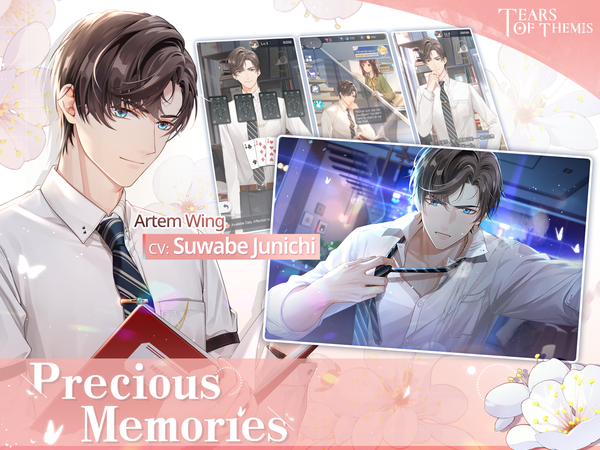 TEARS
OF THEMIS
Artem Wing
CV: Suwabe Junichi
Precious
Memories